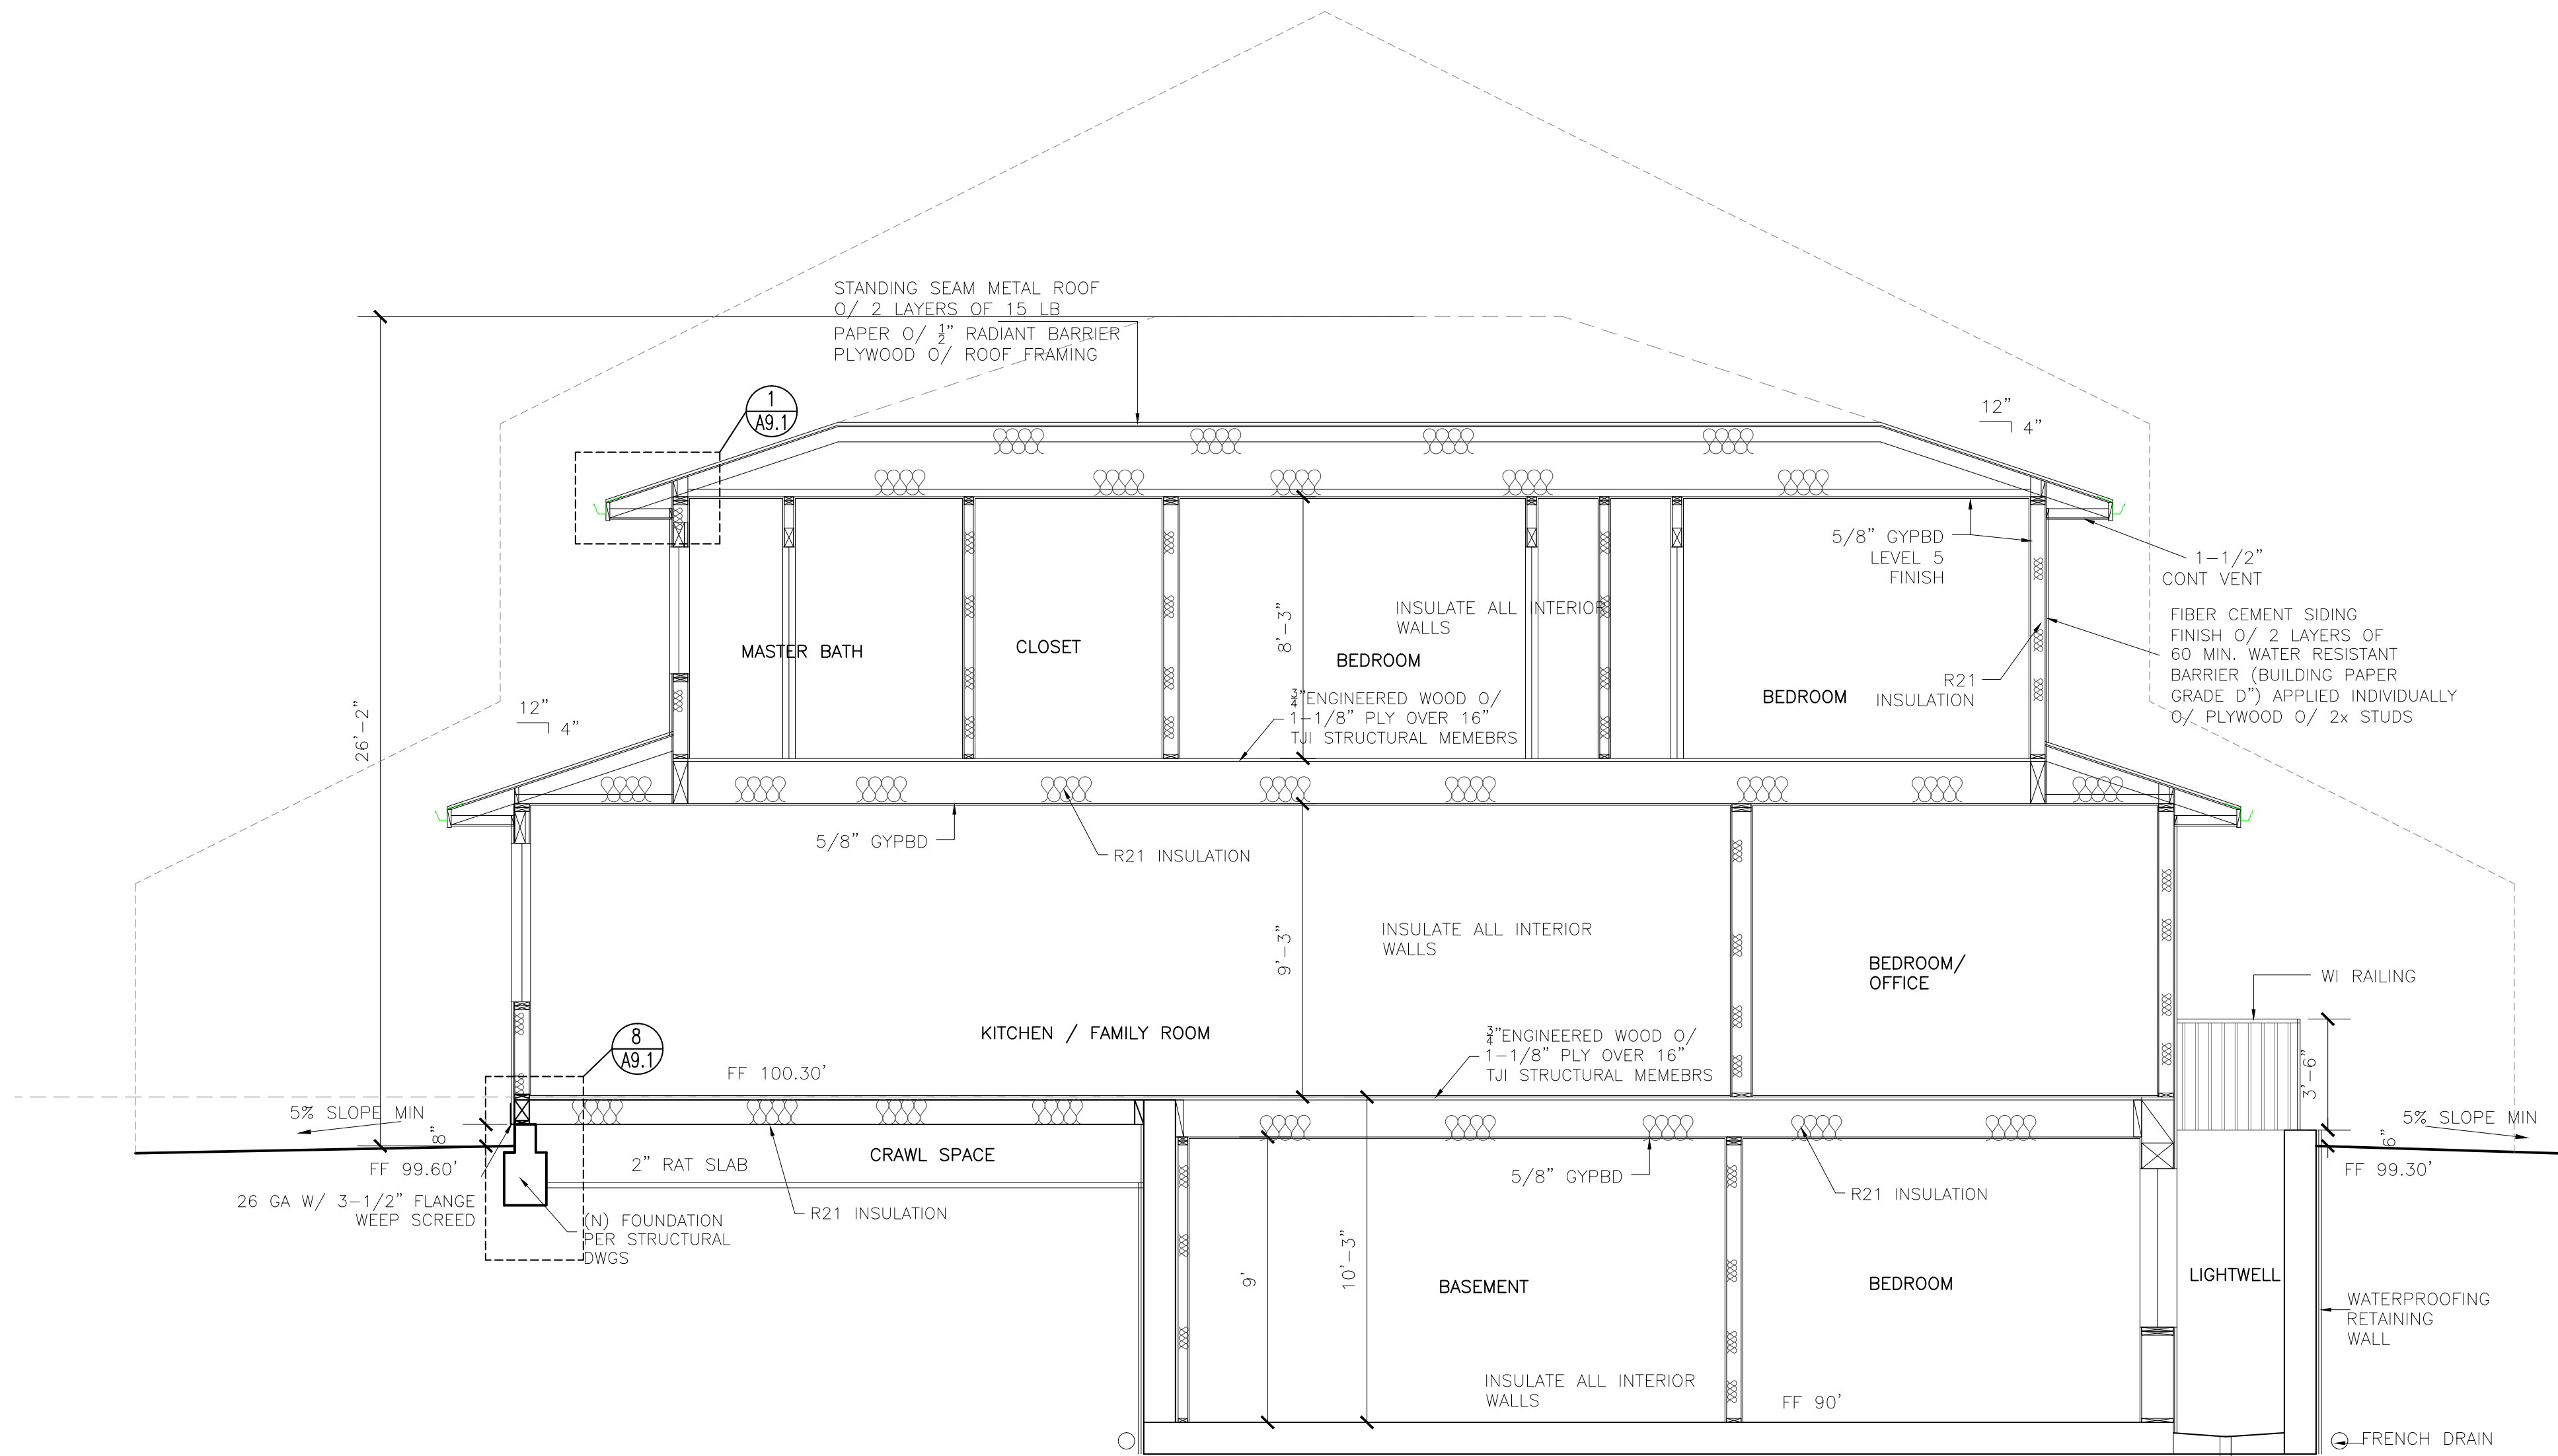 STANDING SEAM METAL ROOF
O/ 2 LAYERS OF 15 LB
PAPER O/ 1/2" RADIANT BARRIER
PLYWOOD O/ ROOF FRAMING
1
A9.1
12"
4"
5/8" GYPBD
LEVEL 5
FINISH
1-1/2"
CONT VENT
FIBER CEMENT SIDING
FINISH O/ 2 LAYERS OF
60 MIN. WATER RESISTANT
BARRIER (BUILDING PAPER
GRADE D") APPLIED INDIVIDUALLY
O/ PLYWOOD O/ 2x STUDS
R21
INSULATION
INSULATE ALL INTERIOR
WALLS
8'-3"
MASTER BATH
CLOSET
BEDROOM
BEDROOM
3/4"ENGINEERED WOOD O/
1-1/8" PLY OVER 16"
TJI STRUCTURAL MEMEBRS
26'-2"
12"
4"
5/8" GYPBD
R21 INSULATION
9'-3"
INSULATE ALL INTERIOR
WALLS
BEDROOM/
OFFICE
WI RAILING
KITCHEN / FAMILY ROOM
3/4"ENGINEERED WOOD O/
1-1/8" PLY OVER 16"
TJI STRUCTURAL MEMEBRS
8
A9.1
FF 100.30'
3'-6"
5% SLOPE MIN
8"
5% SLOPE MIN
6"
FF 99.60'
FF 99.30'
2" RAT SLAB
CRAWL SPACE
26 GA W/ 3-1/2" FLANGE
WEEP SCREED
(N) FOUNDATION
PER STRUCTURAL
DWGS
R21 INSULATION
5/8" GYPBD
R21 INSULATION
9'
10'-3"
BASEMENT
BEDROOM
LIGHTWELL
WATERPROOFING
RETAINING
WALL
INSULATE ALL INTERIOR
WALLS
FF 90'
FRENCH DRAIN